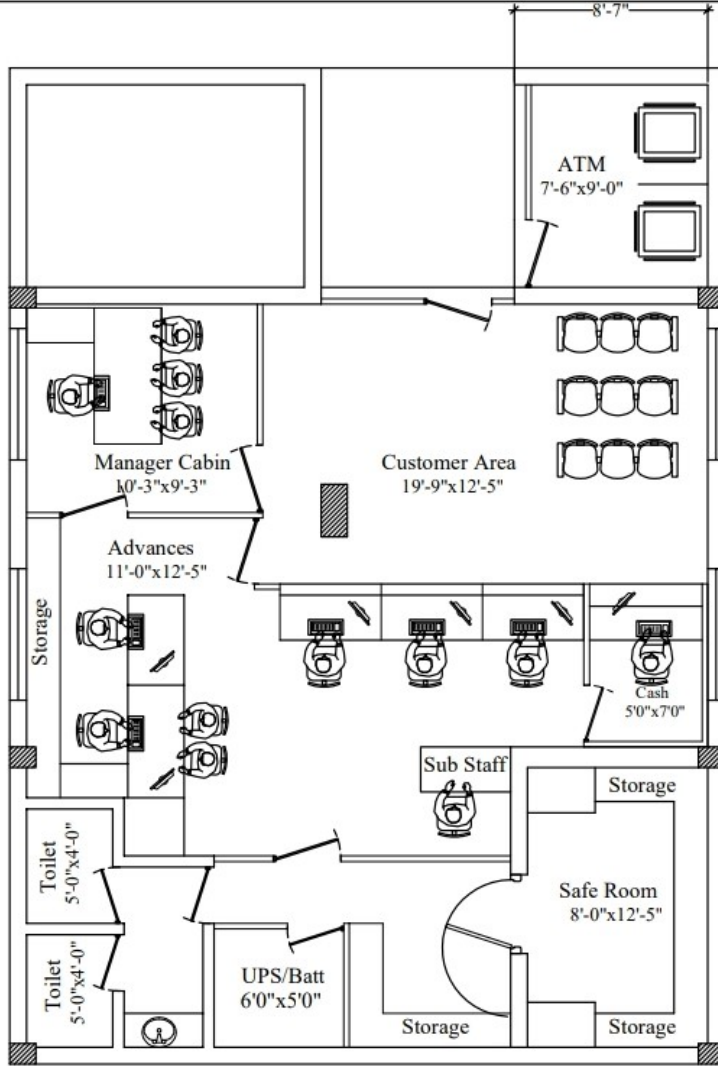 8'-7"
ATM
7'-6"x9'-0"
Manager Cabin
10'-3"x9'-3"
Customer Area
19'-9"x12'-5"
Advances
11'-0"x12'-5"
Storage
Cash
5'0"x7'0"
Sub Staff
Storage
Toilet
5'-0"x4'-0"
Safe Room
8'-0"x12'-5"
Toilet
5'-0"x4'-0"
UPS/Batt
6'0"x5'0"
Storage
Storage